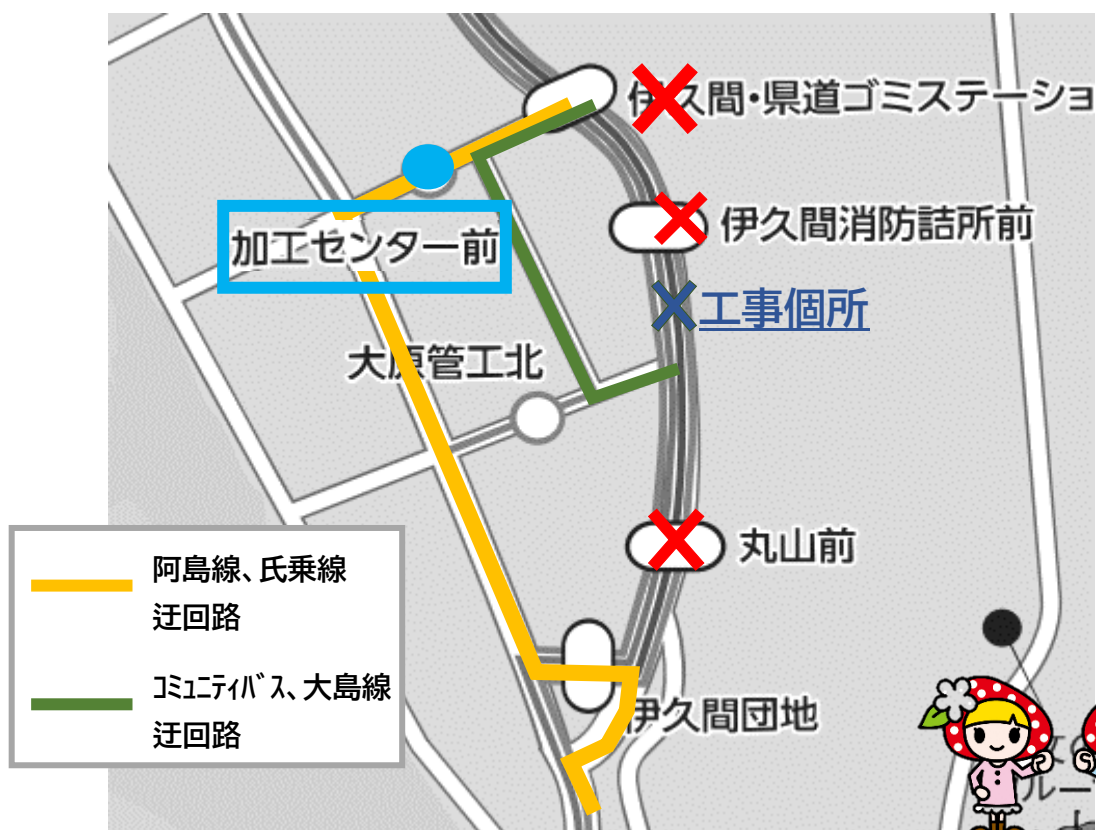 伊久間・県道ゴミステーショ
伊久間消防詰所前
加工センター前
工事個所
大原管工北
丸山前
阿島線、氏乗線
迂回路
ｺﾐｭﾆﾃｨﾊﾞｽ、大島線
迂回路
伊久間団地
ルー